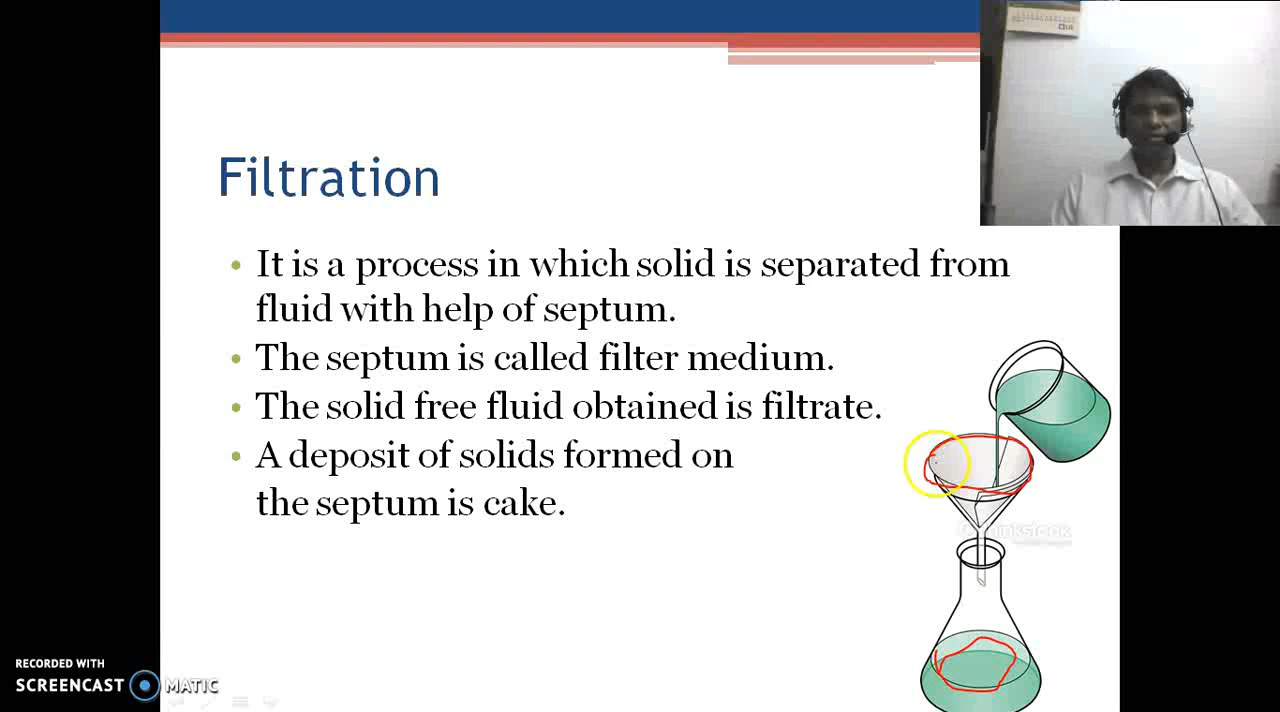 Filtration
• It is a process in which solid is separated from
fluid with help of septum.
• The septum is called filter medium.
• The solid free fluid obtained is filtrate.
• A deposit of solids formed on
the septum is cake.
RECORDED WITH
SCREENCAST MATIC